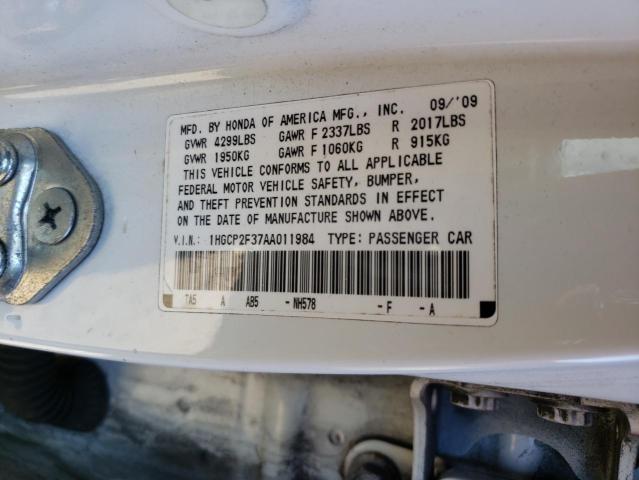 MFD. BY HONDA OF AMERICA MFG., INC. 09/'09
GVWR 4299LBS GAWR F 2337LBS R 2017LBS
GVWR 1950KG GAWR F 1060KG R 915KG
THIS VEHICLE CONFORMS TO ALL APPLICABLE
FEDERAL MOTOR VEHICLE SAFETY, BUMPER,
AND THEFT PREVENTION STANDARDS IN EFFECT
ON THE DATE OF MANUFACTURE SHOWN ABOVE.
V.I.N.: 1HGCP2F37AA011984 TYPE: PASSENGER CAR
TA5 A AB5 -NH578 -F -A